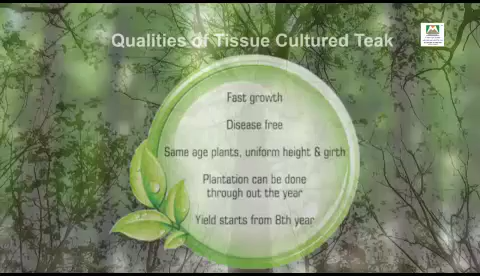 Qualities of Tissue Cultured Teak
Fast growth
Disease free
Same age plants, uniform height & girth
Plantation can be done
through out the year
Yield starts from 8th year